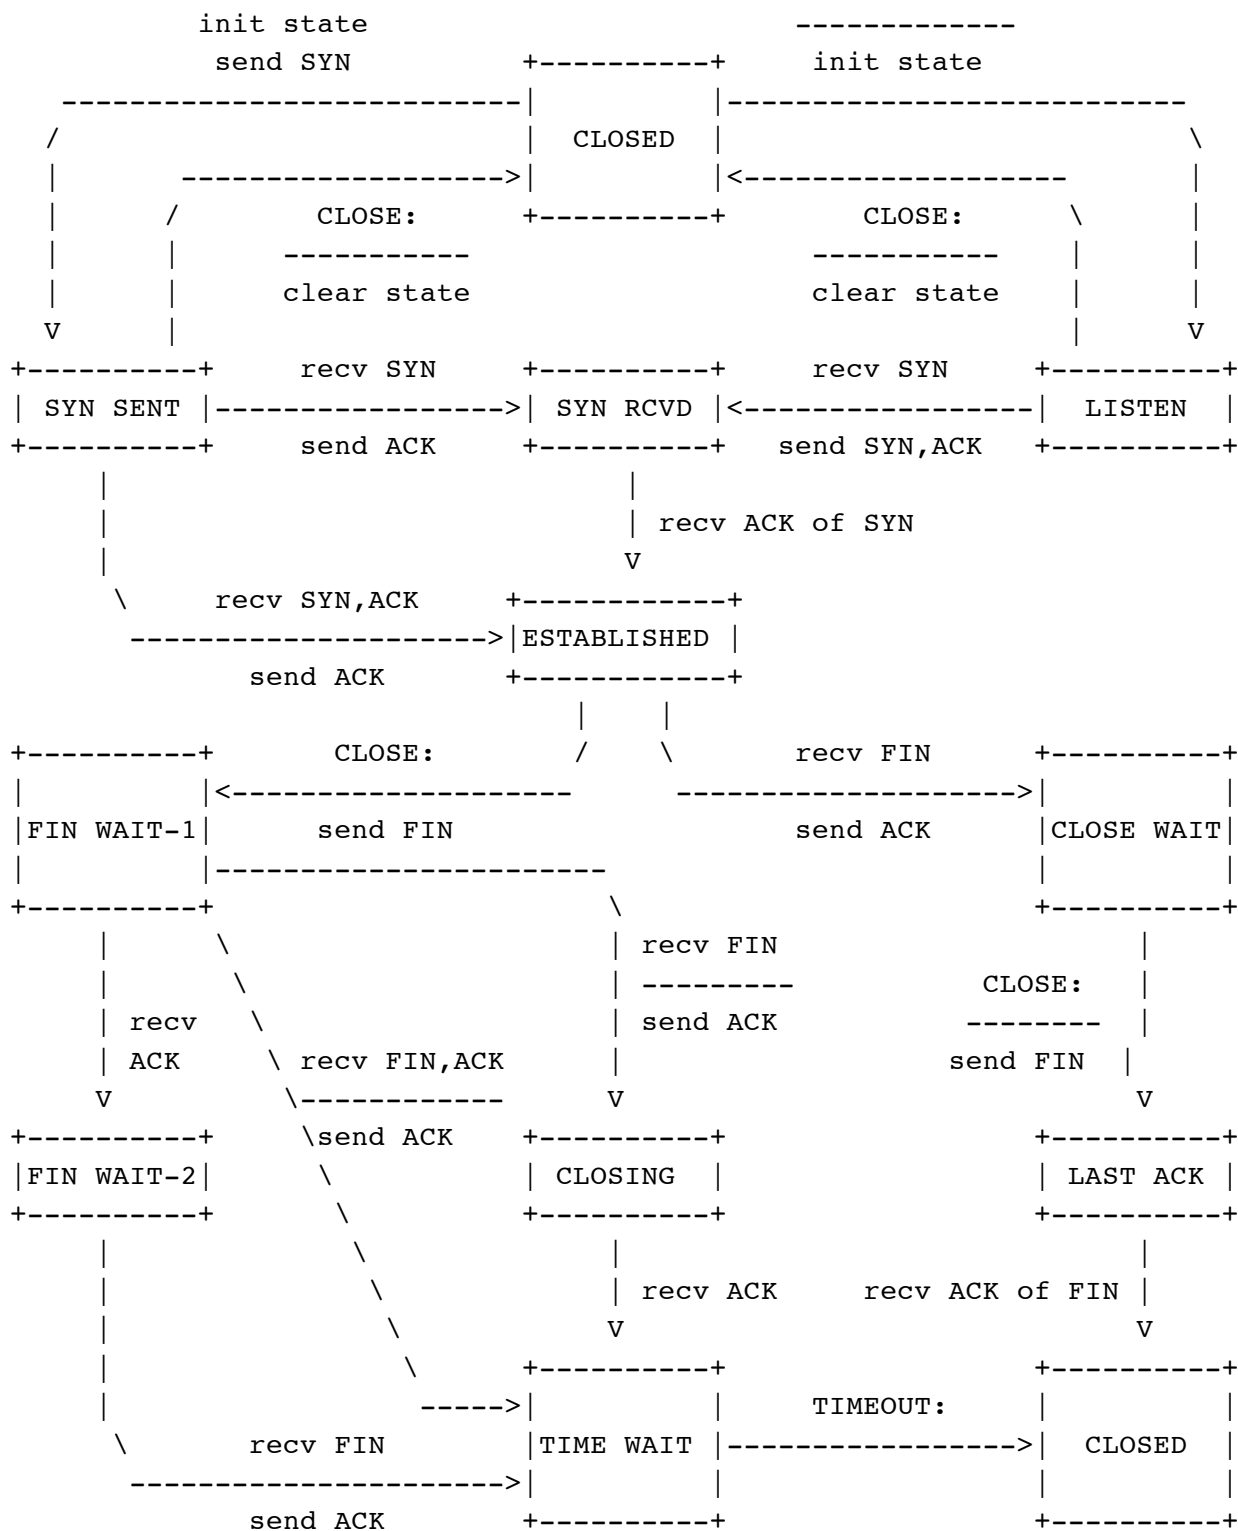 init state -------------
send SYN +----------+ init state
---------------------------| |---------------------------
/ | CLOSED | \
| ------------------->| |<------------------- |
| / CLOSE: +----------+ CLOSE: \ |
| | ----------- ----------- | |
| | clear state clear state | |
V | | V
+----------+ recv SYN +----------+ recv SYN +----------+
| SYN SENT |------------------>| SYN RCVD |<-----------------| LISTEN |
+----------+ send ACK +----------+ send SYN,ACK +----------+
| |
| | recv ACK of SYN
| V
\ recv SYN,ACK +------------+
--------------------->|ESTABLISHED |
send ACK +------------+
| |
+----------+ CLOSE: / \ recv FIN +----------+
| |<-------------------- -------------------->| |
|FIN WAIT-1| send FIN send ACK |CLOSE WAIT|
| |----------------------- | |
+----------+ \ +----------+
| \ | recv FIN |
| \ | --------- CLOSE: |
| recv \ | send ACK -------- |
| ACK \ recv FIN,ACK | send FIN |
V \------------ V V
+----------+ \send ACK +----------+ +----------+
|FIN WAIT-2| \ | CLOSING | | LAST ACK |
+----------+ \ +----------+ +----------+
| \ | |
| \ | recv ACK recv ACK of FIN |
| \ V V
| \ +----------+ +----------+
| ----->| | TIMEOUT: | |
\ recv FIN |TIME WAIT |----------------->| CLOSED |
---------------------->| | | |
send ACK +----------+ +----------+